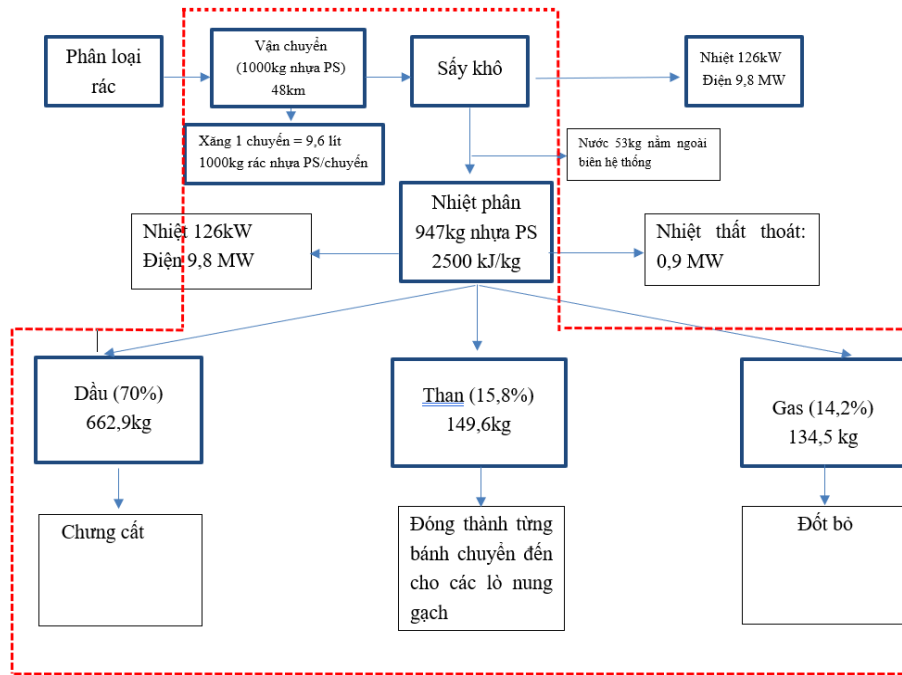 Phân loại
rác
Vận chuyển
(1000kg nhựa PS)
48km
Sấy khô
Nhiệt 126kW
Điện 9,8 MW
Xăng 1 chuyến = 9,6 lít
1000kg rác nhựa PS/chuyến
Nước 53kg nằm ngoài
biên hệ thống
Nhiệt phân
947kg nhựa PS
2500 kJ/kg
Nhiệt 126kW
Điện 9,8 MW
Nhiệt thất thoát:
0,9 MW
Dầu (70%)
662,9kg
Than (15,8%)
149,6kg
Gas (14,2%)
134,5 kg
Chưng cất
Đóng thành từng
bánh chuyển đến
cho các lò nung
gạch
Đốt bỏ